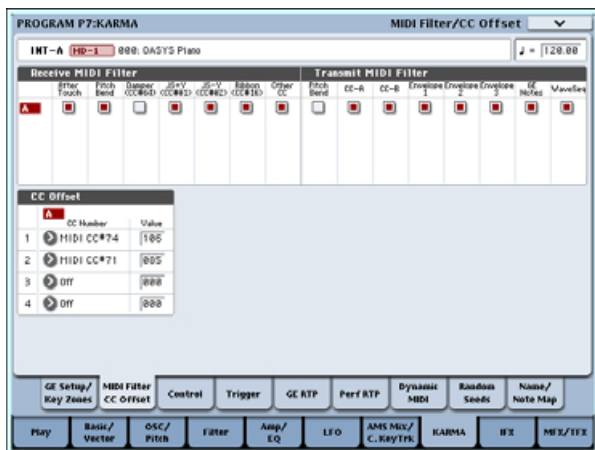 PROGRAM P7:KARMA MIDI Filter/CC Offset
INT-A HD-1 000: OASYS Piano ♩ = 120.00
Receive MIDI Filter Transmit MIDI Filter
After Touch Pitch Bend Damper (CC#64) JS+Y (CC#01) JS-Y (CC#02) Ribbon (CC#16) Other CC Pitch Bend CC-A CC-B Envelope 1 Envelope 2 Envelope 3 GE Notes WaveSeq
A
CC Offset
A
CC Number Value
1 MIDI CC#74 106
2 MIDI CC#71 085
3 Off 000
4 Off 000
GE Setup/ Key Zones MIDI Filter CC Offset Control Trigger GE RTP Perf RTP Dynamic MIDI Random Seeds Name/ Note Map
Play Basic/ Vector OSC/ Pitch Filter Amp/ EQ LFO AMS Mix/ C.KeyTrk KARMA IFX MFX/TFX